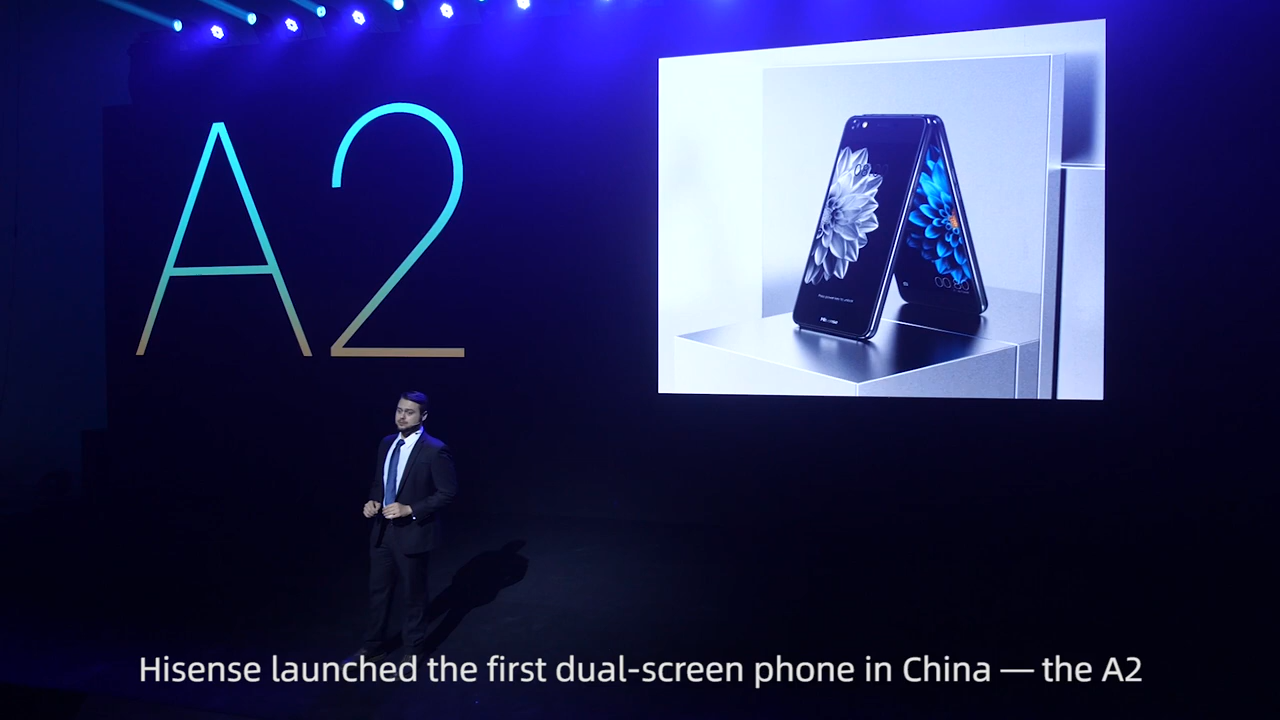 A2
Hisense launched the first dual-screen phone in China — the A2